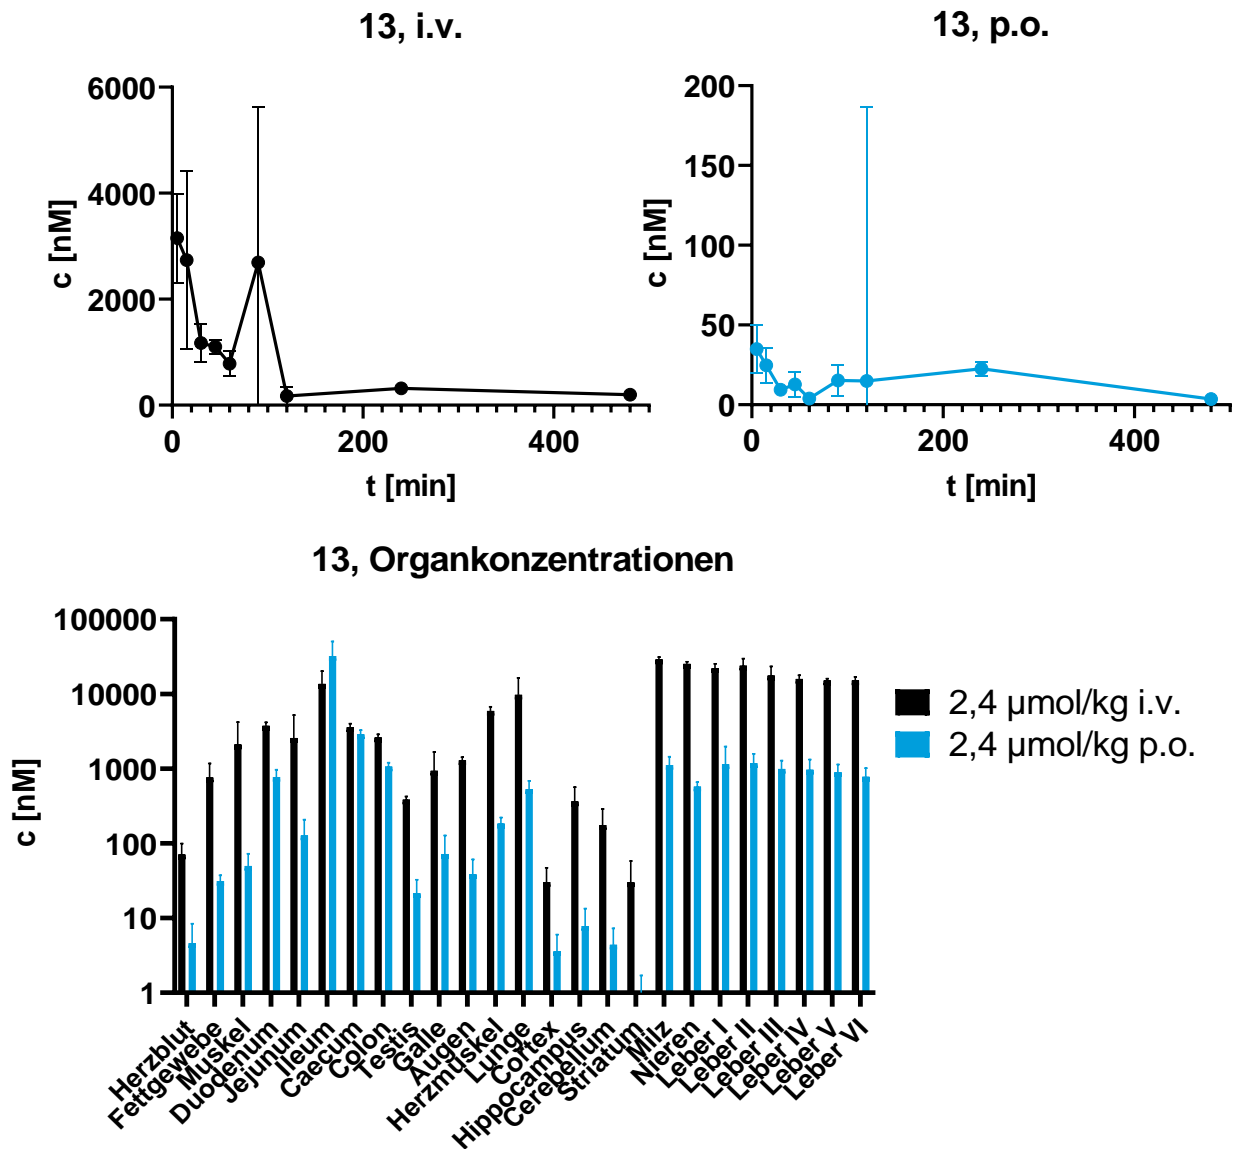 13, i.v.
6000
4000
2000
0
c [nM]
0
200
400
t [min]
13, p.o.
200
150
100
50
0
c [nM]
0
200
400
t [min]
13, Organkonzentrationen
100000
10000
1000
100
10
1
c [nM]
Herzblut
Fettgewebe
Muskel
Duodenum
Jejunum
Ileum
Caecum
Colon
Testis
Galle
Augen
Herzmuskel
Lunge
Cortex
Hippocampus
Cerebellum
Striatum
Milz
Nieren
Leber I
Leber II
Leber III
Leber IV
Leber V
Leber VI
2,4 µmol/kg i.v.
2,4 µmol/kg p.o.